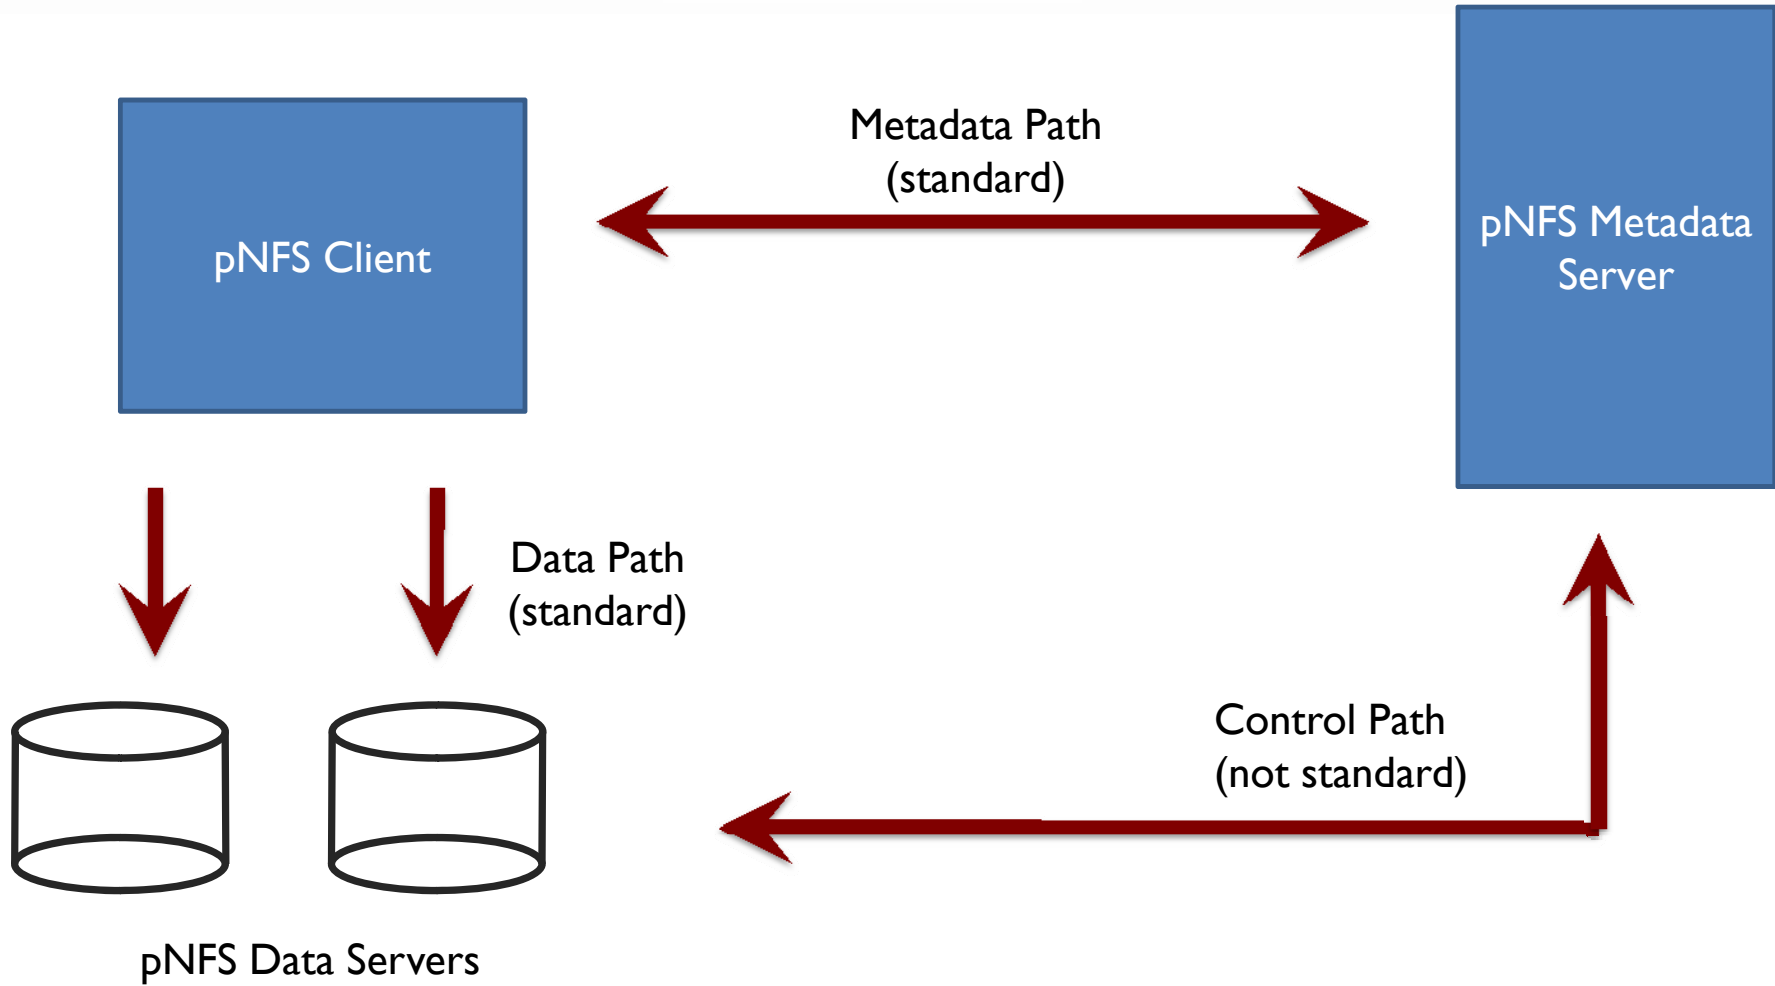 Metadata Path
(standard)
pNFS Client
pNFS Metadata
Server
Data Path
(standard)
Control Path
(not standard)
pNFS Data Servers